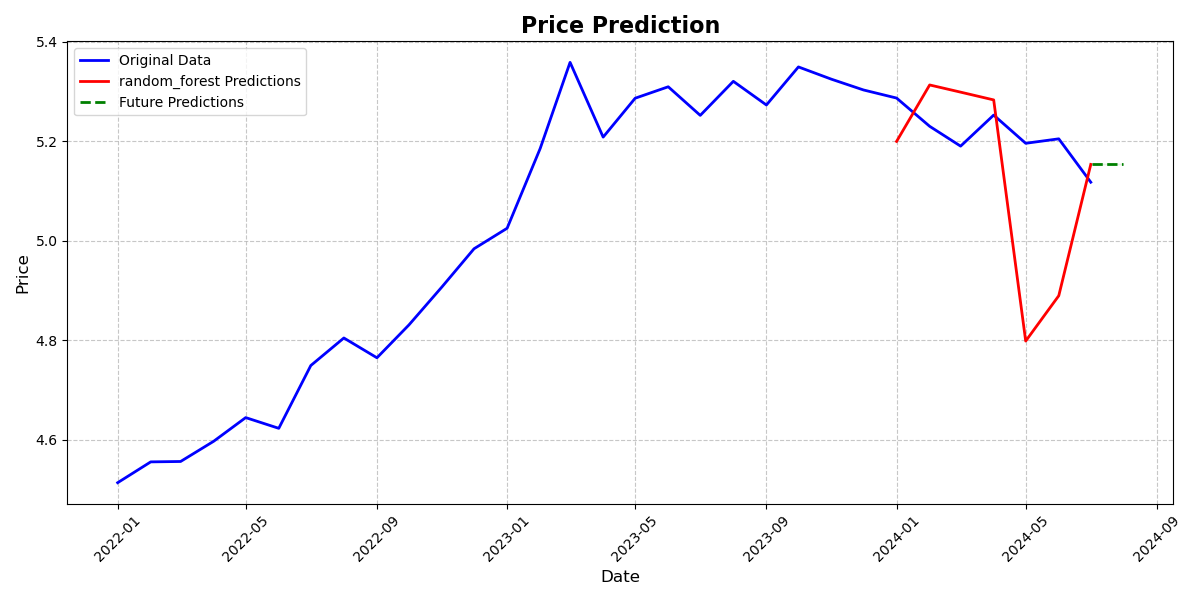 Price Prediction
Original Data
random_forest Predictions
Future Predictions
Price
5.4
5.2
5.0
4.8
4.6
2022-01
2022-05
2022-09
2023-01
2023-05
2023-09
2024-01
2024-05
2024-09
Date